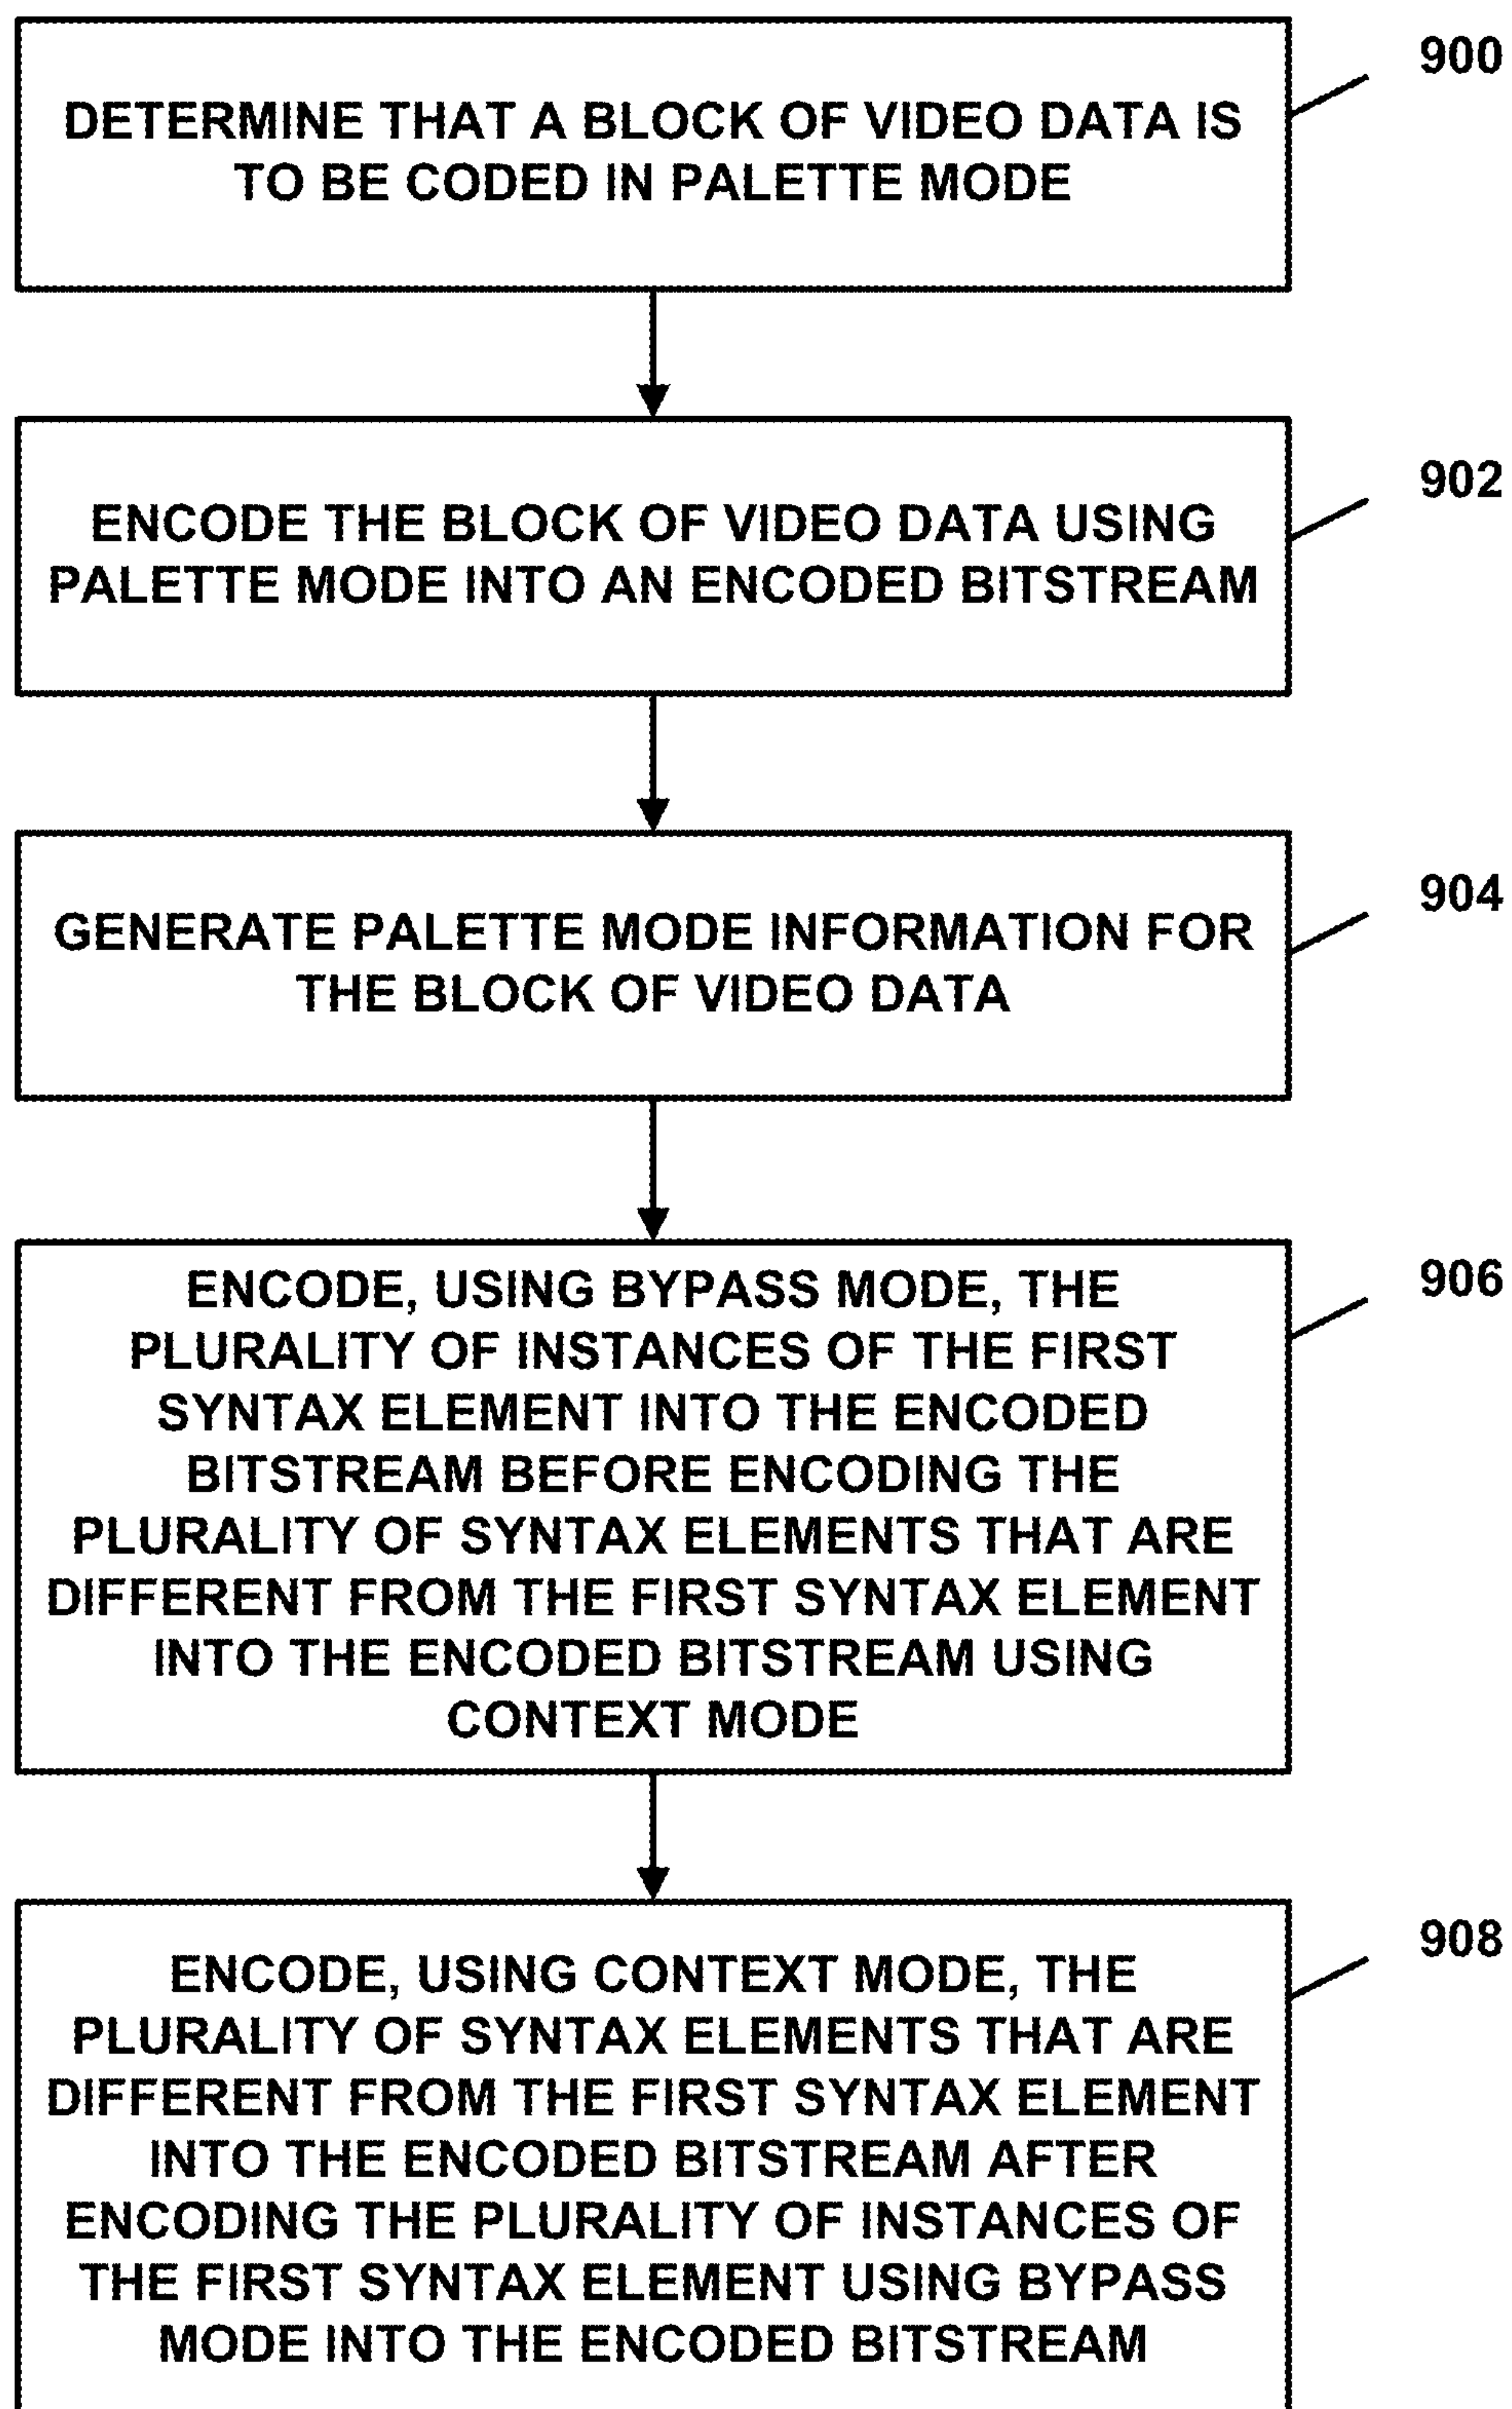 900
DETERMINE THAT A BLOCK OF VIDEO DATA IS
TO BE CODED IN PALETTE MODE
902
ENCODE THE BLOCK OF VIDEO DATA USING
PALETTE MODE INTO AN ENCODED BITSTREAM
904
GENERATE PALETTE MODE INFORMATION FOR
THE BLOCK OF VIDEO DATA
906
ENCODE, USING BYPASS MODE, THE
PLURALITY OF INSTANCES OF THE FIRST
SYNTAX ELEMENT INTO THE ENCODED
BITSTREAM BEFORE ENCODING THE
PLURALITY OF SYNTAX ELEMENTS THAT ARE
DIFFERENT FROM THE FIRST SYNTAX ELEMENT
INTO THE ENCODED BITSTREAM USING
CONTEXT MODE
908
ENCODE, USING CONTEXT MODE, THE
PLURALITY OF SYNTAX ELEMENTS THAT ARE
DIFFERENT FROM THE FIRST SYNTAX ELEMENT
INTO THE ENCODED BITSTREAM AFTER
ENCODING THE PLURALITY OF INSTANCES OF
THE FIRST SYNTAX ELEMENT USING BYPASS
MODE INTO THE ENCODED BITSTREAM